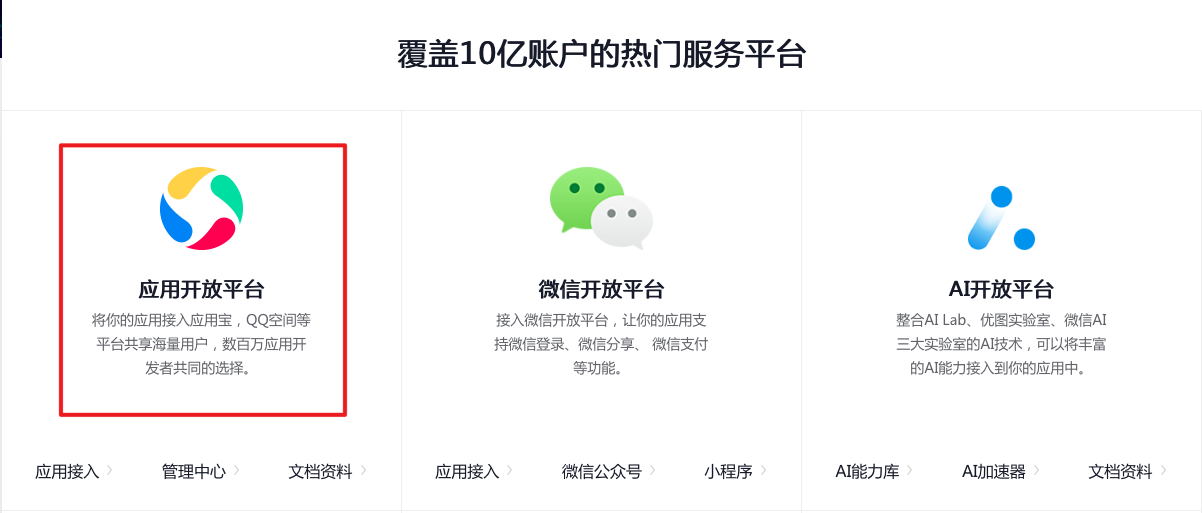 覆盖10亿账户的热门服务平台
应用开放平台
将你的应用接入应用宝，QQ空间等
平台共享海量用户，数百万应用开
发者共同的选择。
应用接入
管理中心
文档资料
微信开放平台
接入微信开放平台，让你的应用支
持微信登录、微信分享、 微信支付
等功能。
应用接入
微信公众号
小程序
AI开放平台
整合AI Lab、优图实验室、微信AI
三大实验室的AI技术，可以将丰富
的AI能力接入到你的应用中。
AI能力库
AI加速器
文档资料